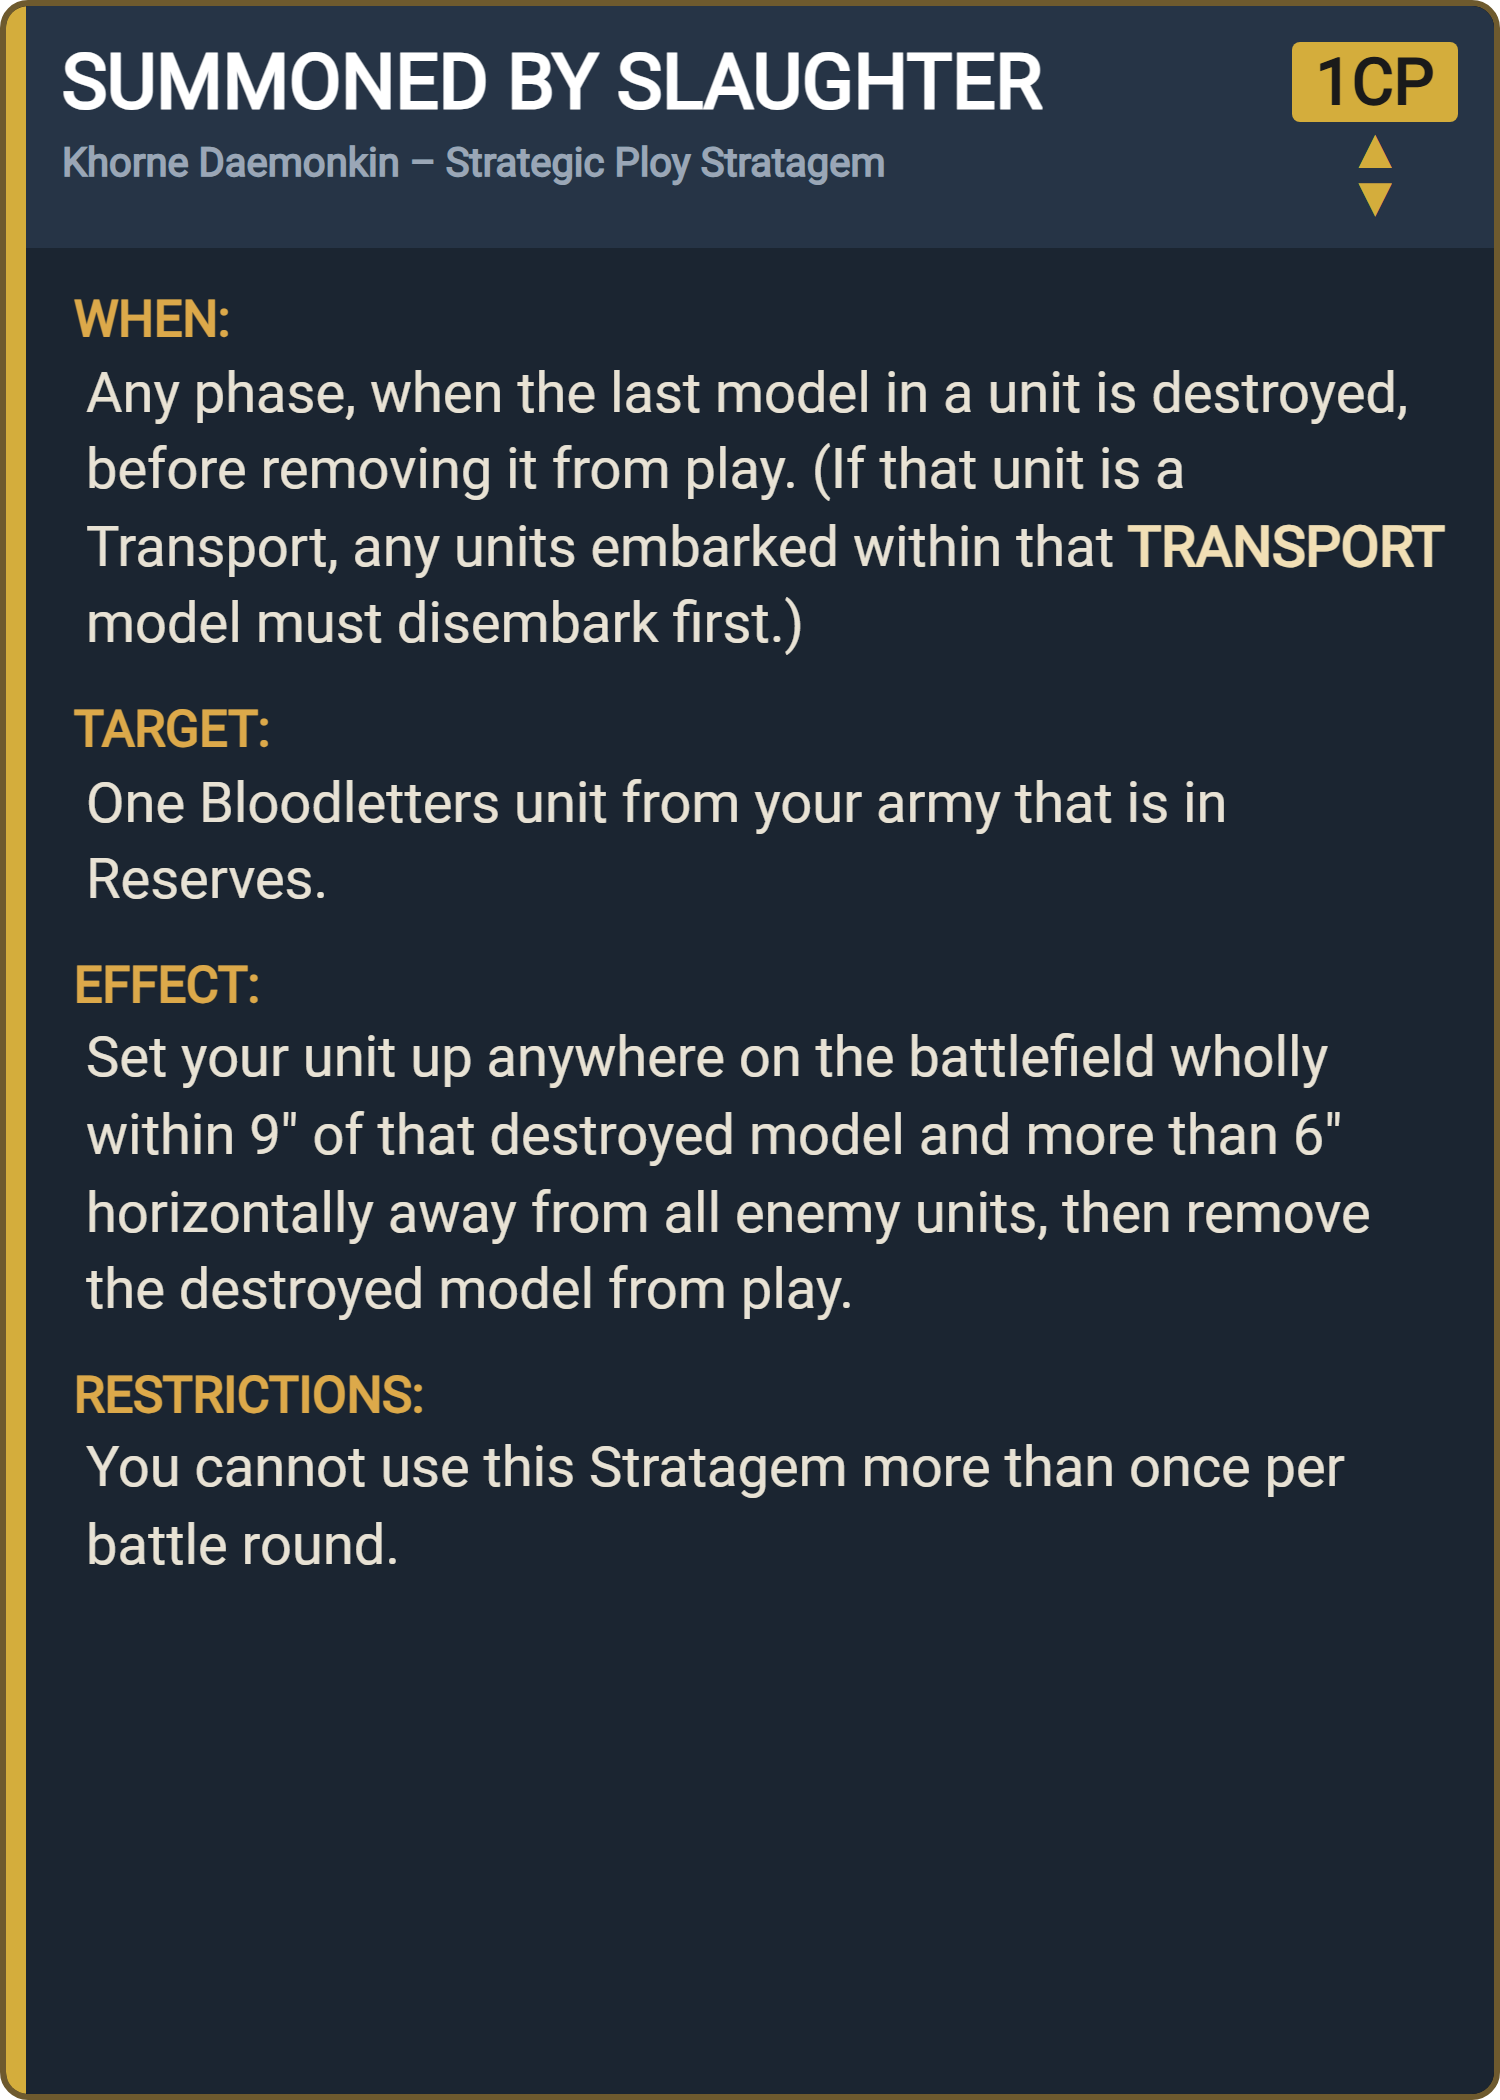 SUMMONED BY SLAUGHTER
1CP
Khorne Daemonkin – Strategic Ploy Stratagem
▲
▼
WHEN:
Any phase, when the last model in a unit is destroyed,
before removing it from play. (If that unit is a
Transport, any units embarked within that TRANSPORT
model must disembark first.)
TARGET:
One Bloodletters unit from your army that is in
Reserves.
EFFECT:
Set your unit up anywhere on the battlefield wholly
within 9" of that destroyed model and more than 6"
horizontally away from all enemy units, then remove
the destroyed model from play.
RESTRICTIONS:
You cannot use this Stratagem more than once per
battle round.